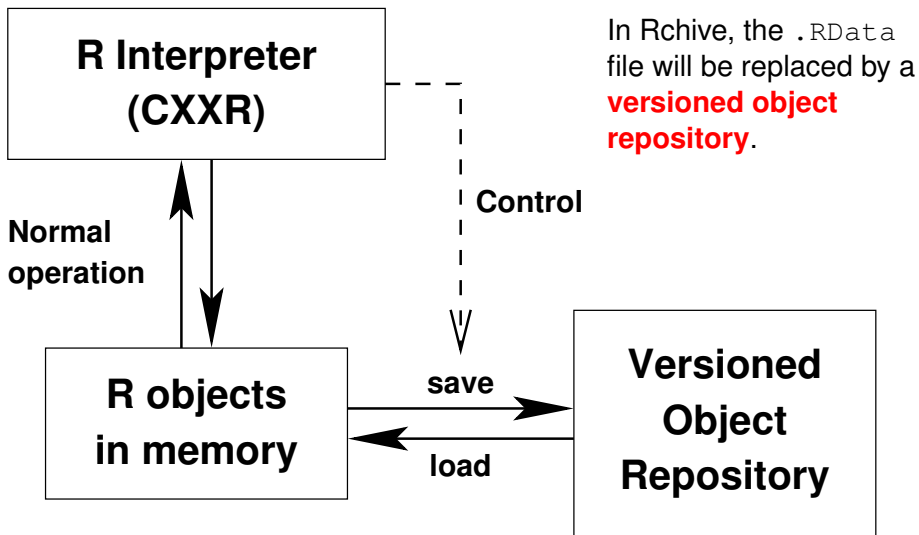 R Interpreter
(CXXR)
In Rchive, the .RData
file will be replaced by a
versioned object
repository.
Control
Normal
operation
R objects
in memory
save
load
Versioned
Object
Repository